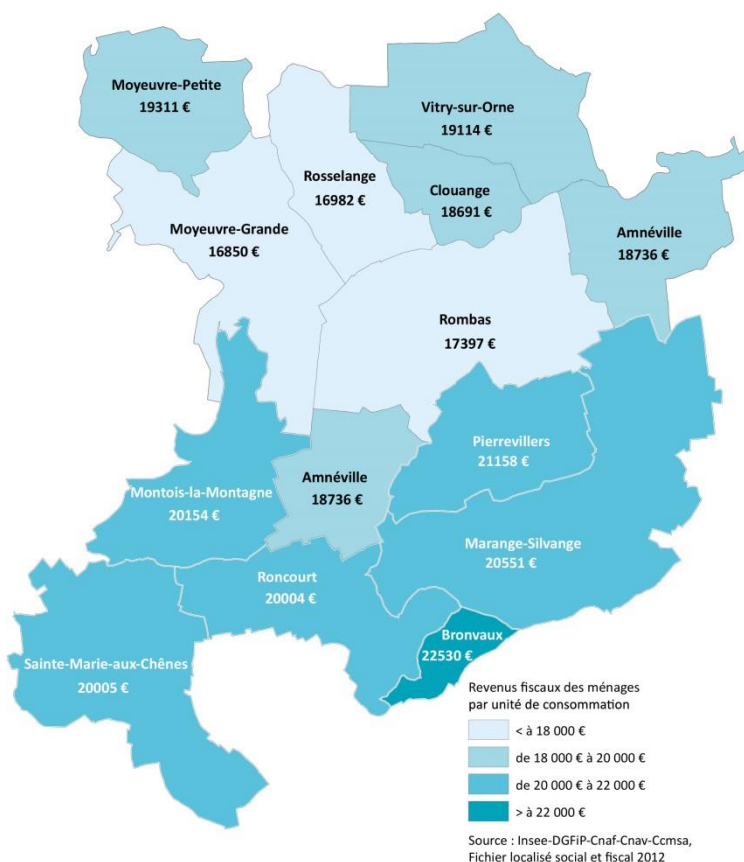 Moyeuvre-Petite
19311 €
Vitry-sur-Orne
19114 €
Rosselange
16982 €
Clouange
18691 €
Moyeuvre-Grande
16850 €
Amnéville
18736 €
Rombas
17397 €
Pierrevillers
21158 €
Montois-la-Montagne
20154 €
Amnéville
18736 €
Marange-Silvange
20551 €
Roncourt
20004 €
Bronvaux
22530 €
Sainte-Marie-aux-Chênes
20005 €
Revenus fiscaux des ménages
par unité de consommation
< à 18 000 €
de 18 000 € à 20 000 €
de 20 000 € à 22 000 €
> à 22 000 €
Source : Insee-DGFiP-Cnaf-Cnav-Ccmsa,
Fichier localisé social et fiscal 2012